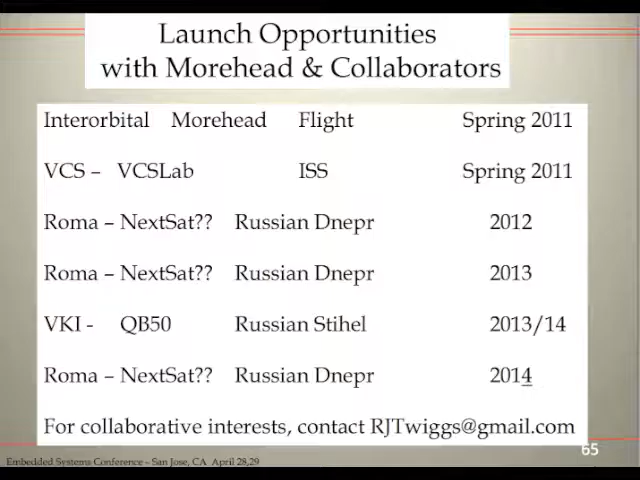 Launch Opportunities
with Morehead & Collaborators
Interorbital Morehead Flight Spring 2011
VCS – VCSLab ISS Spring 2011
Roma – NextSat?? Russian Dnepr 2012
Roma – NextSat?? Russian Dnepr 2013
VKI - QB50 Russian Stihel 2013/14
Roma – NextSat?? Russian Dnepr 2014
For collaborative interests, contact RJTwiggs@gmail.com
65
Embedded Systems Conference – San Jose, CA April 28,29